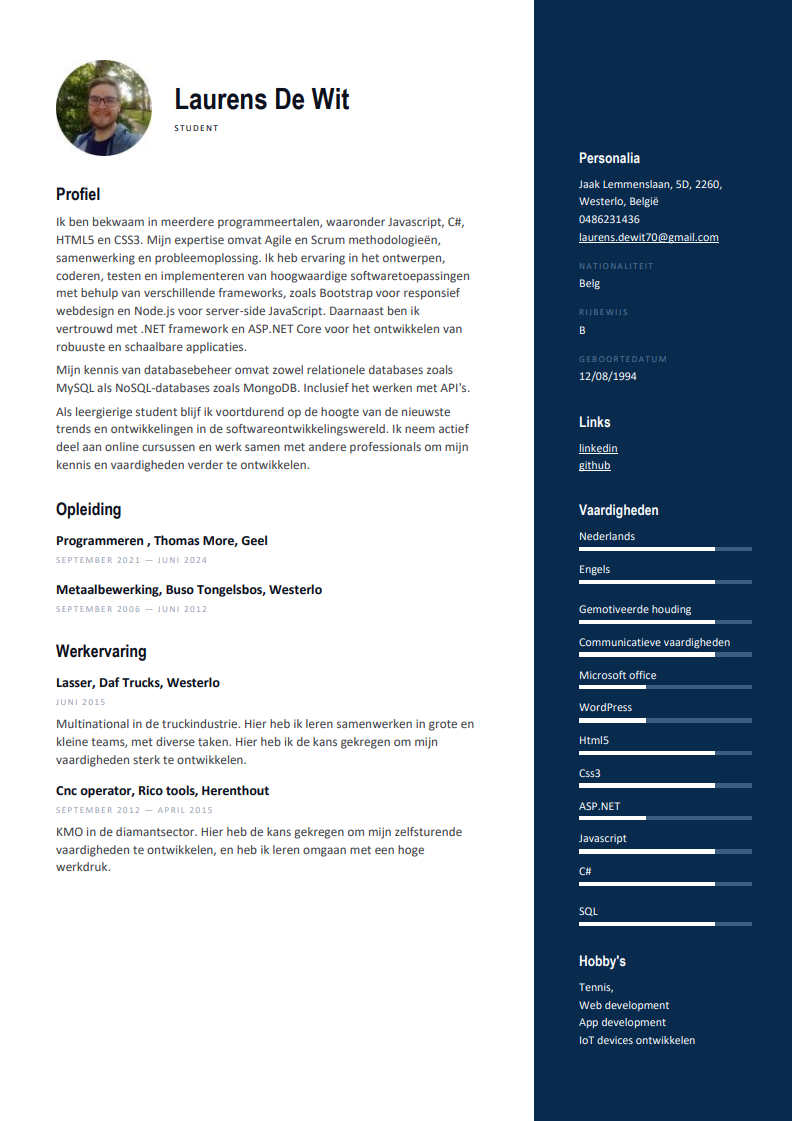 Laurens De Wit
STUDENT
Profiel
Ik ben bekwaam in meerdere programmeertalen, waaronder Javascript, C#,
HTML5 en CSS3. Mijn expertise omvat Agile en Scrum methodologieën,
samenwerking en probleemoplossing. Ik heb ervaring in het ontwerpen,
coderen, testen en implementeren van hoogwaardige softwaretoepassingen
met behulp van verschillende frameworks, zoals Bootstrap voor responsief
webdesign en Node.js voor server-side JavaScript. Daarnaast ben ik
vertrouwd met .NET framework en ASP.NET Core voor het ontwikkelen van
robuuste en schaalbare applicaties.
Mijn kennis van databasebeheer omvat zowel relationele databases zoals
MySQL als NoSQL-databases zoals MongoDB. Inclusief het werken met API's.
Als leergierige student blijf ik voortdurend op de hoogte van de nieuwste
trends en ontwikkelingen in de softwareontwikkelingswereld. Ik neem actief
deel aan online cursussen en werk samen met andere professionals om mijn
kennis en vaardigheden verder te ontwikkelen.
Opleiding
Programmeren , Thomas More, Geel
SEPTEMBER 2021 — JUNI 2024
Metaalbewerking, Buso Tongelsbos, Westerlo
SEPTEMBER 2006 — JUNI 2012
Werkervaring
Lasser, Daf Trucks, Westerlo
JUNI 2015
Multinational in de truckindustrie. Hier heb ik leren samenwerken in grote en
kleine teams, met diverse taken. Hier heb ik de kans gekregen om mijn
vaardigheden sterk te ontwikkelen.
Cnc operator, Rico tools, Herenthout
SEPTEMBER 2012 — APRIL 2015
KMO in de diamantsector. Hier heb de kans gekregen om mijn zelfsturende
vaardigheden te ontwikkelen, en heb ik leren omgaan met een hoge
werkdruk.
Personalia
Jaak Lemmenslaan, 5D, 2260,
Westerlo, België
0486231436
laurens.dewit70@gmail.com
NATIONALITEIT
Belg
RIJBEWIJS
B
GEBOORTEDATUM
12/08/1994
Links
linkedin
github
Vaardigheden
Nederlands
Engels
Gemotiveerde houding
Communicatieve vaardigheden
Microsoft office
WordPress
Html5
Css3
ASP.NET
Javascript
C#
SQL
Hobby's
Tennis,
Web development
App development
IoT devices ontwikkelen